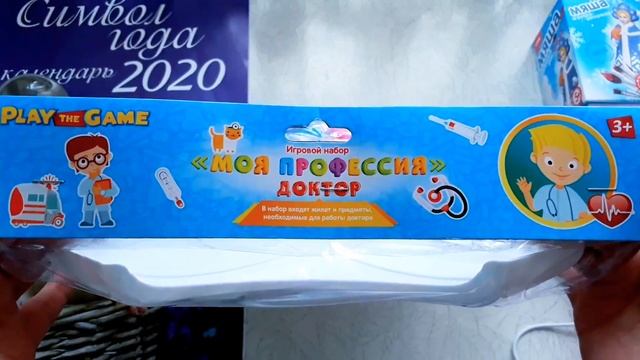 Символ
года
календарь 2020
Маша
PLAY THE GAME
Игровой набор
«МОЯ ПРОФЕССИЯ»
ДОКТОР
В набор входят жилет и предметы,
необходимые для работы доктора
3+